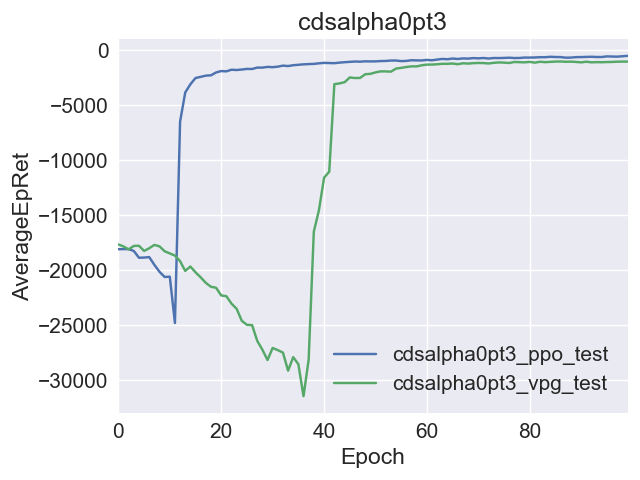 cdsalpha0pt3
AverageEpRet
0
−5000
−10000
−15000
−20000
−25000
−30000
cdsalpha0pt3_ppo_test
cdsalpha0pt3_vpg_test
0 20 40 60 80
Epoch